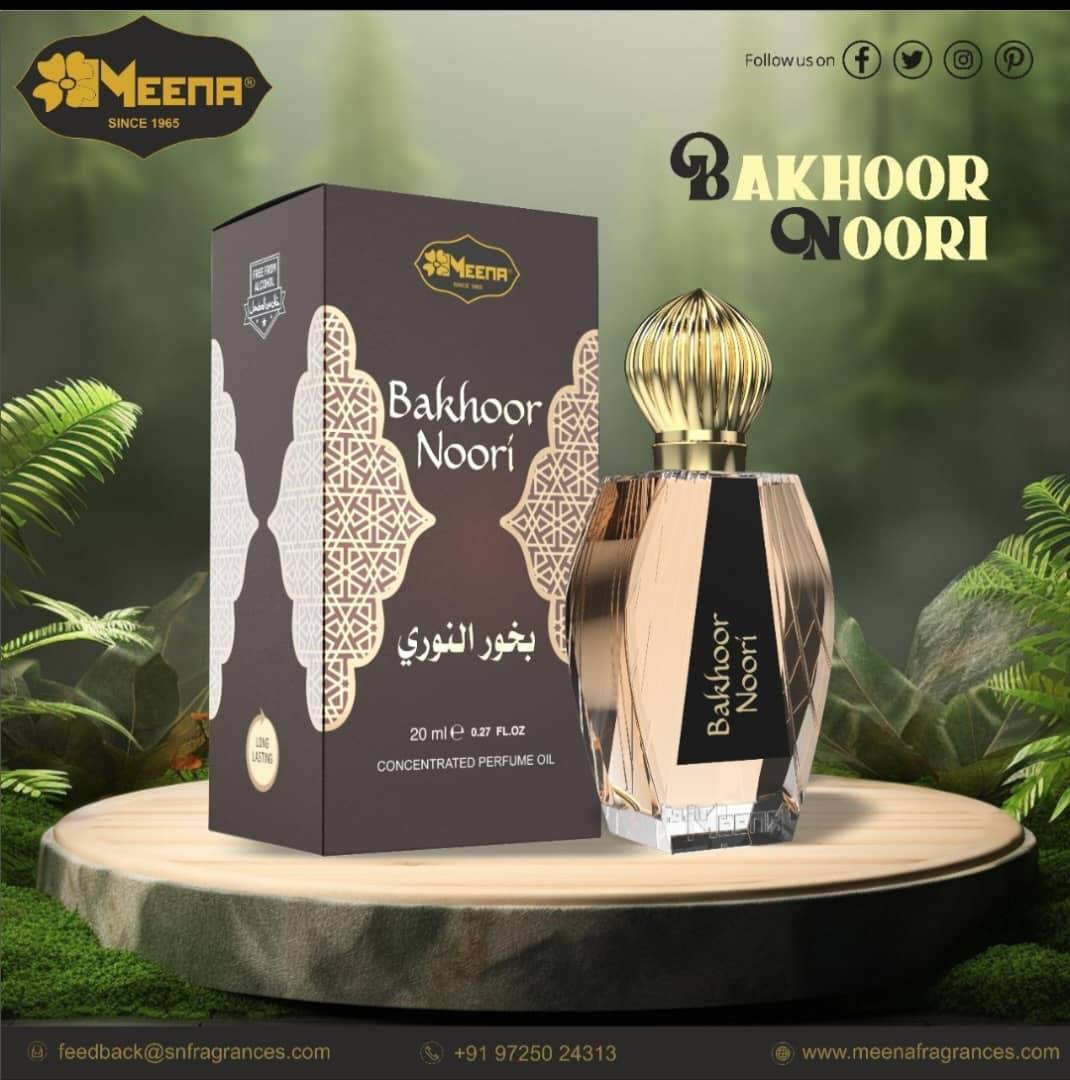 MEENA®
SINCE 1965
Follow us on
BAKHOOR
NOORI
FREE FROM
ALCOHOL
MEENA®
SINCE 1965
Bakhoor
Noori
بخور النوري
20 ml ℮ 0.27 FL.OZ
CONCENTRATED PERFUME OIL
LONG
LASTING
Bakhoor
Noori
Meena
feedback@snfragrances.com
+91 97250 24313
www.meenafragrances.com